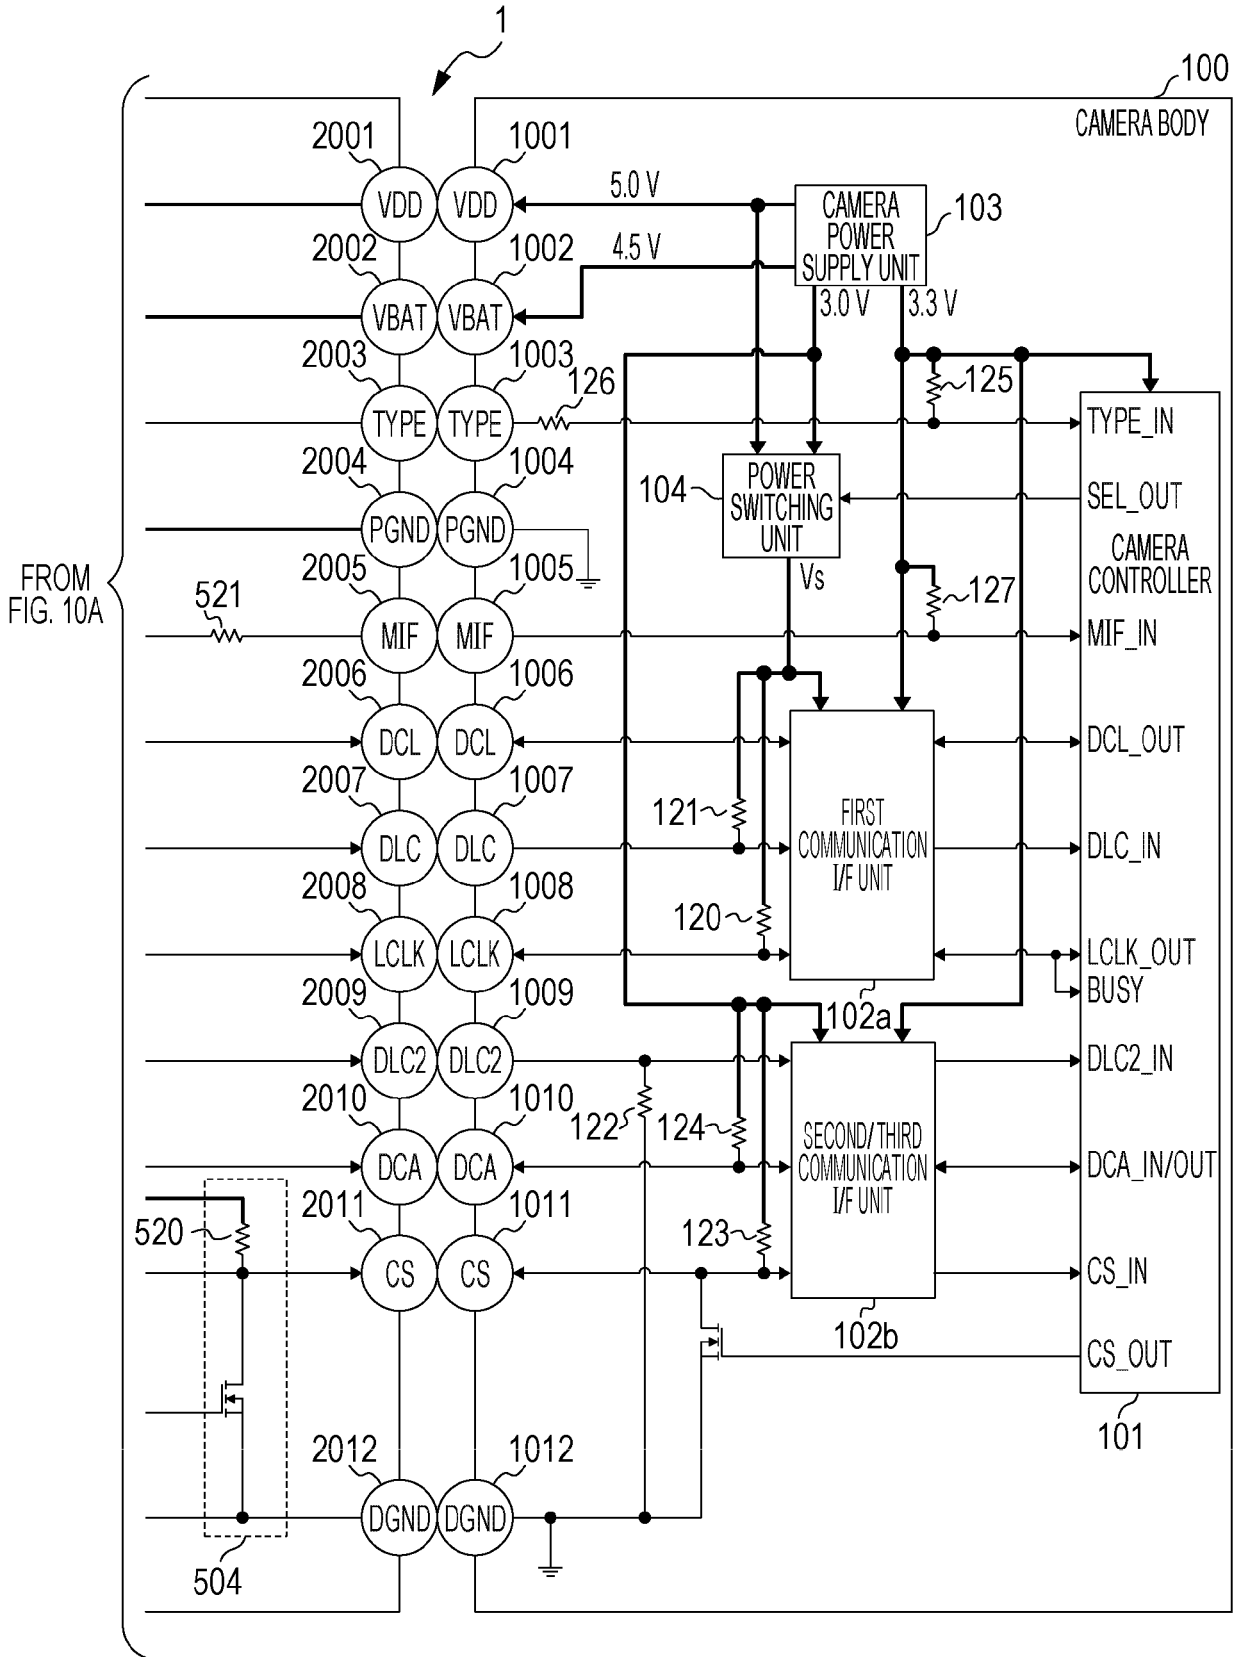 1
100
CAMERA BODY
2001
1001
VDD
VDD
5.0 V
CAMERA
POWER
SUPPLY UNIT
103
2002
1002
4.5 V
VBAT
VBAT
3.0 V
3.3 V
2003
1003
126
125
TYPE
TYPE
TYPE_IN
2004
1004
104
POWER
SWITCHING
UNIT
SEL_OUT
PGND
PGND
CAMERA
CONTROLLER
FROM
FIG. 10A
521
2005
1005
Vs
127
MIF
MIF
MIF_IN
2006
1006
DCL
DCL
DCL_OUT
2007
1007
121
FIRST
COMMUNICATION
I/F UNIT
DLC
DLC
DLC_IN
2008
1008
120
LCLK
LCLK
LCLK_OUT
BUSY
2009
1009
102a
DLC2
DLC2
DLC2_IN
2010
1010
122
124
SECOND/THIRD
COMMUNICATION
I/F UNIT
DCA
DCA
DCA_IN/OUT
520
2011
1011
123
CS
CS
CS_IN
102b
CS_OUT
101
2012
1012
DGND
DGND
504